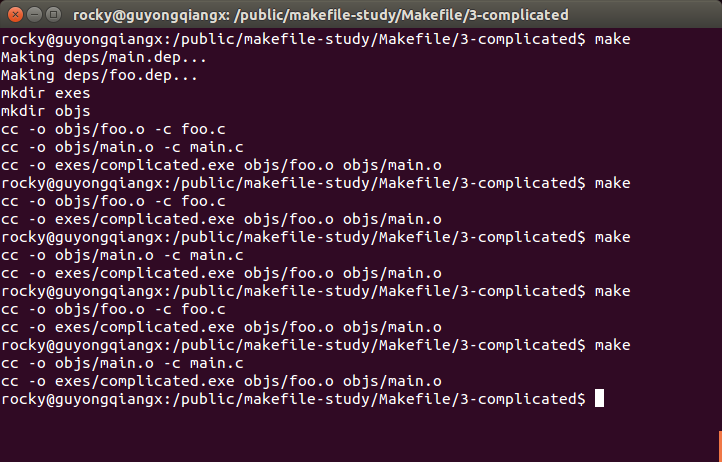 rocky@guyongqiangx: /public/makefile-study/Makefile/3-complicated
rocky@guyongqiangx:/public/makefile-study/Makefile/3-complicated$ make
Making deps/main.dep...
Making deps/foo.dep...
mkdir exes
mkdir objs
cc -o objs/foo.o -c foo.c
cc -o objs/main.o -c main.c
cc -o exes/complicated.exe objs/foo.o objs/main.o
rocky@guyongqiangx:/public/makefile-study/Makefile/3-complicated$ make
cc -o objs/foo.o -c foo.c
cc -o exes/complicated.exe objs/foo.o objs/main.o
rocky@guyongqiangx:/public/makefile-study/Makefile/3-complicated$ make
cc -o objs/main.o -c main.c
cc -o exes/complicated.exe objs/foo.o objs/main.o
rocky@guyongqiangx:/public/makefile-study/Makefile/3-complicated$ make
cc -o objs/foo.o -c foo.c
cc -o exes/complicated.exe objs/foo.o objs/main.o
rocky@guyongqiangx:/public/makefile-study/Makefile/3-complicated$ make
cc -o objs/main.o -c main.c
cc -o exes/complicated.exe objs/foo.o objs/main.o
rocky@guyongqiangx:/public/makefile-study/Makefile/3-complicated$